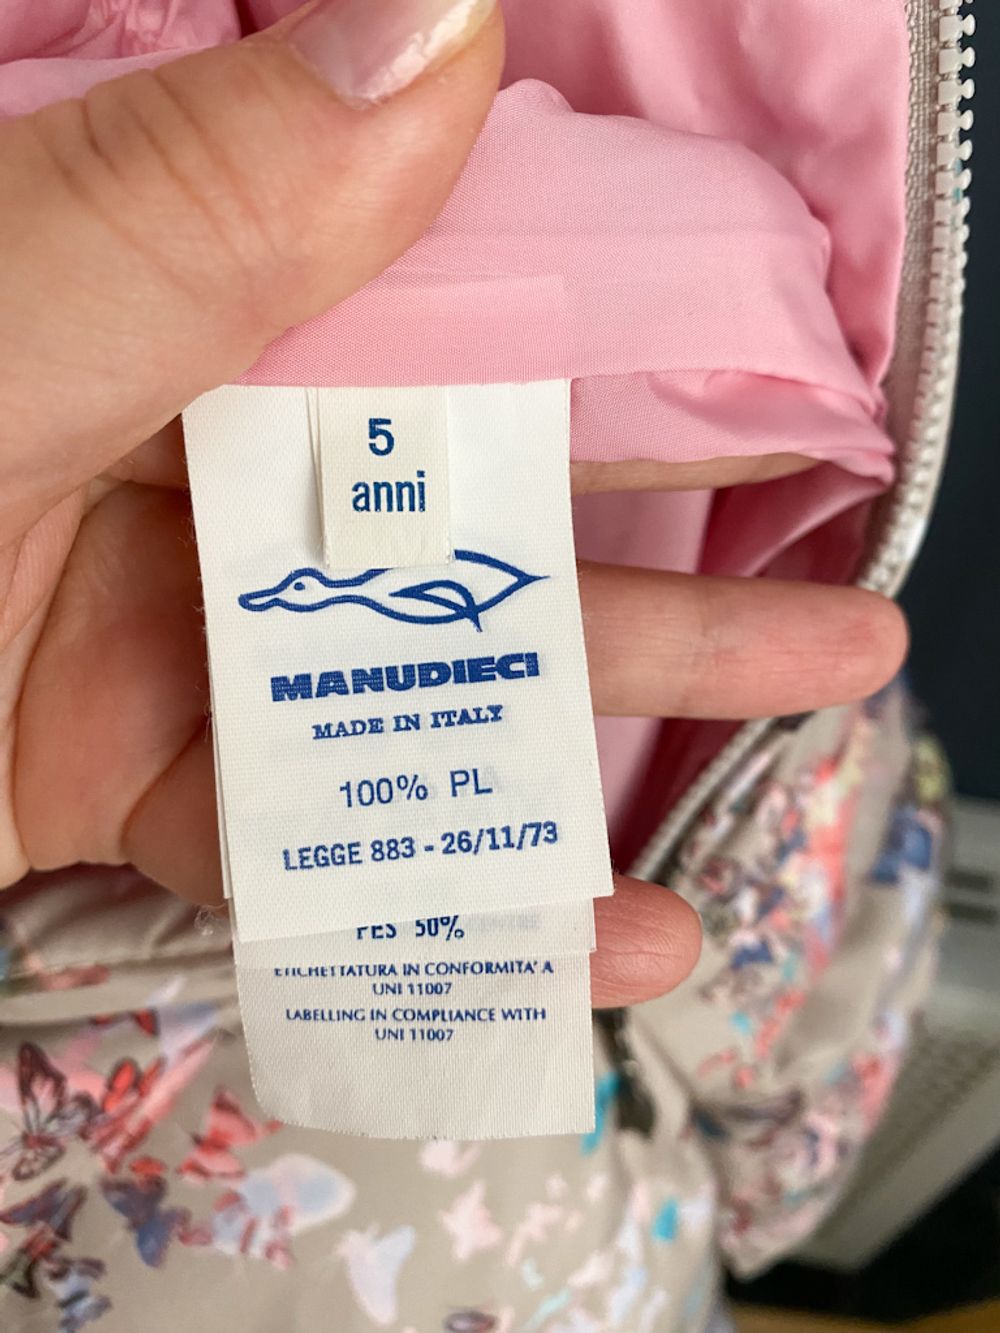 5
anni
MANUDIECI
MADE IN ITALY
100% PL
LEGGE 883 - 26/11/73
PES 50%
ETICHETTATURA IN CONFORMITA' A
UNI 11007
LABELLING IN COMPLIANCE WITH
UNI 11007